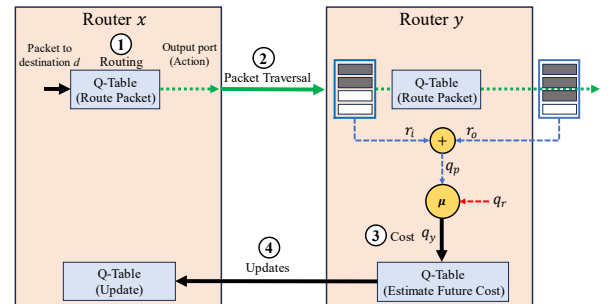 Router x
Router y
Packet to
destination d
1
Routing
Output port
(Action)
2
Packet Traversal
Q-Table
(Route Packet)
Q-Table
(Route Packet)
r_i
+
r_o
q_p
μ
q_r
3
Cost
q_y
4
Updates
Q-Table
(Update)
Q-Table
(Estimate Future Cost)